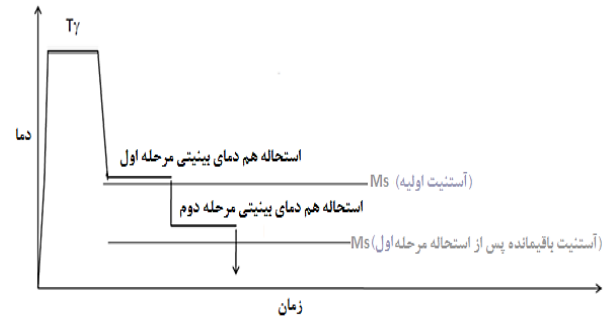 Tγ
دما
استحاله هم دمای بینیتی مرحله اول
Ms (آستنیت اولیه)
استحاله هم دمای بینیتی مرحله دوم
Ms(آستنیت باقیمانده پس از استحاله مرحله اول)
زمان